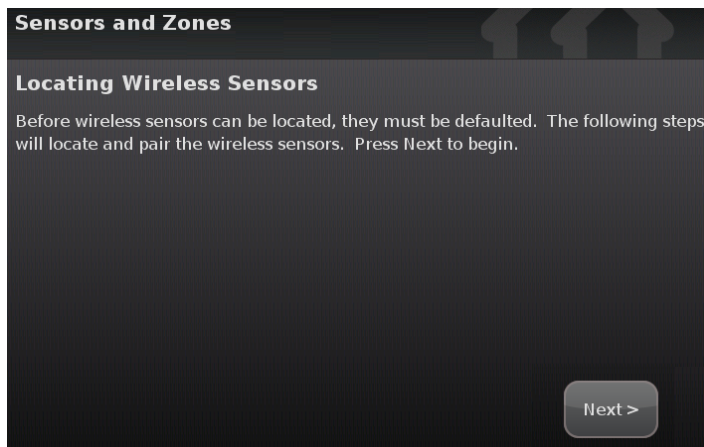 Sensors and Zones
Locating Wireless Sensors
Before wireless sensors can be located, they must be defaulted.  The following steps
will locate and pair the wireless sensors.  Press Next to begin.
Next >